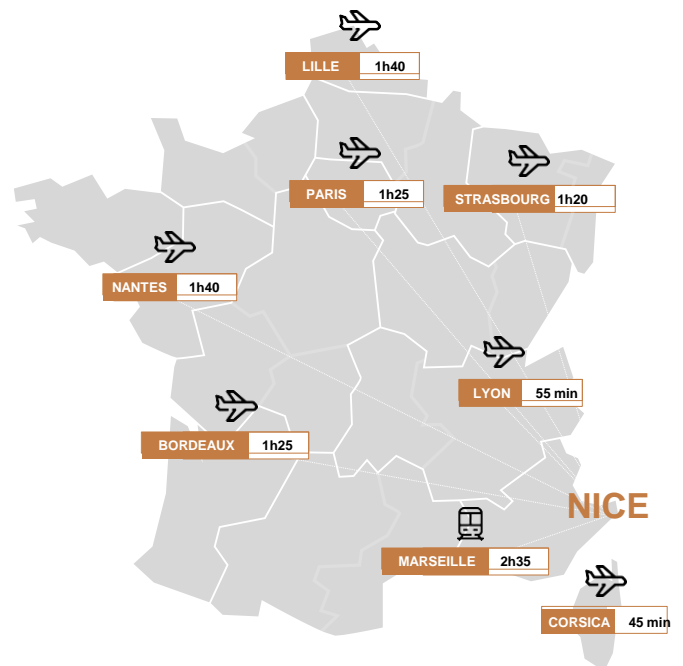 LILLE 1h40
PARIS 1h25
STRASBOURG 1h20
NANTES 1h40
LYON 55 min
BORDEAUX 1h25
NICE
MARSEILLE 2h35
CORSICA 45 min